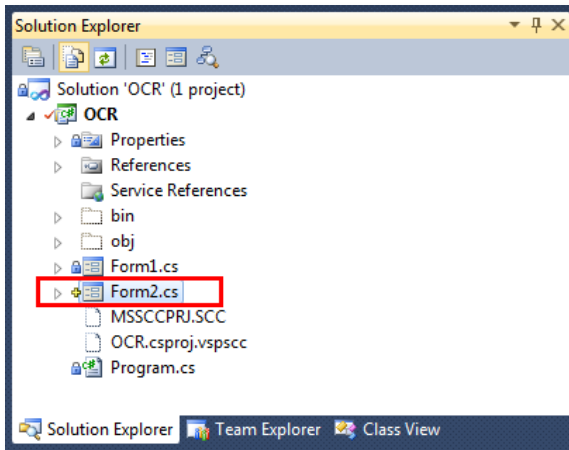 Solution Explorer
Solution 'OCR' (1 project)
OCR
Properties
References
Service References
bin
obj
Form1.cs
Form2.cs
MSSCCPRJ.SCC
OCR.csproj.vspscc
Program.cs
Solution Explorer Team Explorer Class View